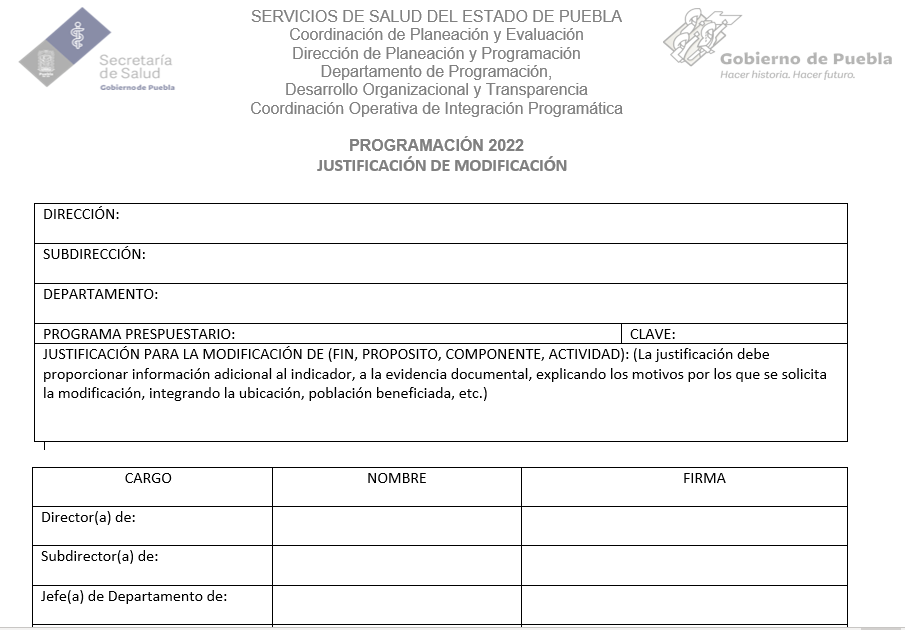 SERVICIOS DE SALUD DEL ESTADO DE PUEBLA
Coordinación de Planeación y Evaluación
Dirección de Planeación y Programación
Departamento de Programación,
Desarrollo Organizacional y Transparencia
Coordinación Operativa de Integración Programática
Secretaría
de Salud
Gobierno de Puebla
Gobierno de Puebla
Hacer historia. Hacer futuro.
PROGRAMACIÓN 2022
JUSTIFICACIÓN DE MODIFICACIÓN
DIRECCIÓN:
SUBDIRECCIÓN:
DEPARTAMENTO:
PROGRAMA PRESPUESTARIO: CLAVE:
JUSTIFICACIÓN PARA LA MODIFICACIÓN DE (FIN, PROPOSITO, COMPONENTE, ACTIVIDAD): (La justificación debe
proporcionar información adicional al indicador, a la evidencia documental, explicando los motivos por los que se solicita
la modificación, integrando la ubicación, población beneficiada, etc.)
CARGO NOMBRE FIRMA
Director(a) de:
Subdirector(a) de:
Jefe(a) de Departamento de: